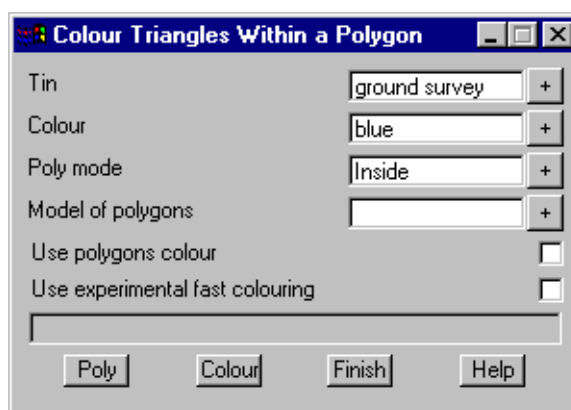 Colour Triangles Within a Polygon
Tin ground survey +
Colour blue +
Poly mode Inside +
Model of polygons +
Use polygons colour
Use experimental fast colouring
Poly Colour Finish Help